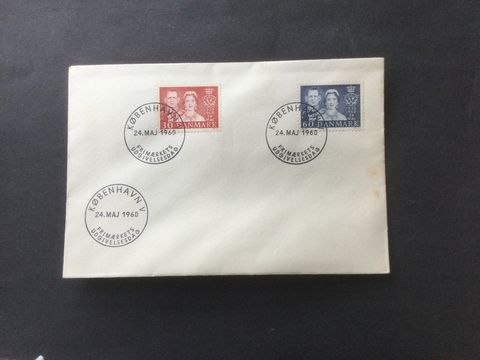 30 DANMARK
KØBENHAVN V
24. MAJ 1960
FRIMÆRKETS
UDGIVELSESDAG
60 DANMARK
KØBENHAVN V
24. MAJ 1960
FRIMÆRKETS
UDGIVELSESDAG
KØBENHAVN V
24. MAJ 1960
FRIMÆRKETS
UDGIVELSESDAG